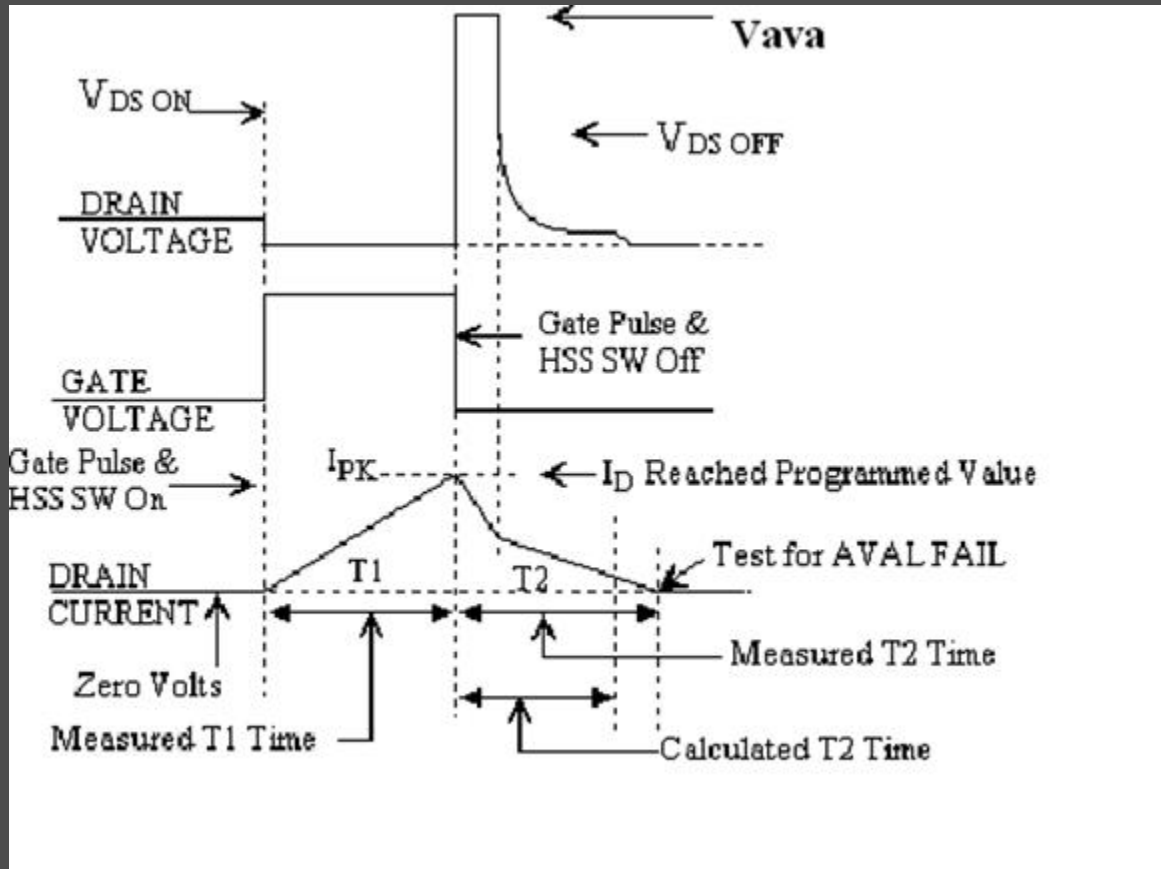 Vava
VDS ON
VDS OFF
DRAIN
VOLTAGE
Gate Pulse &
HSS SW Off
GATE
VOLTAGE
Gate Pulse &
HSS SW On
IPK
ID Reached Programmed Value
T1
T2
Test for AVAL FAIL
DRAIN
CURRENT
Measured T2 Time
Zero Volts
Measured T1 Time
Calculated T2 Time